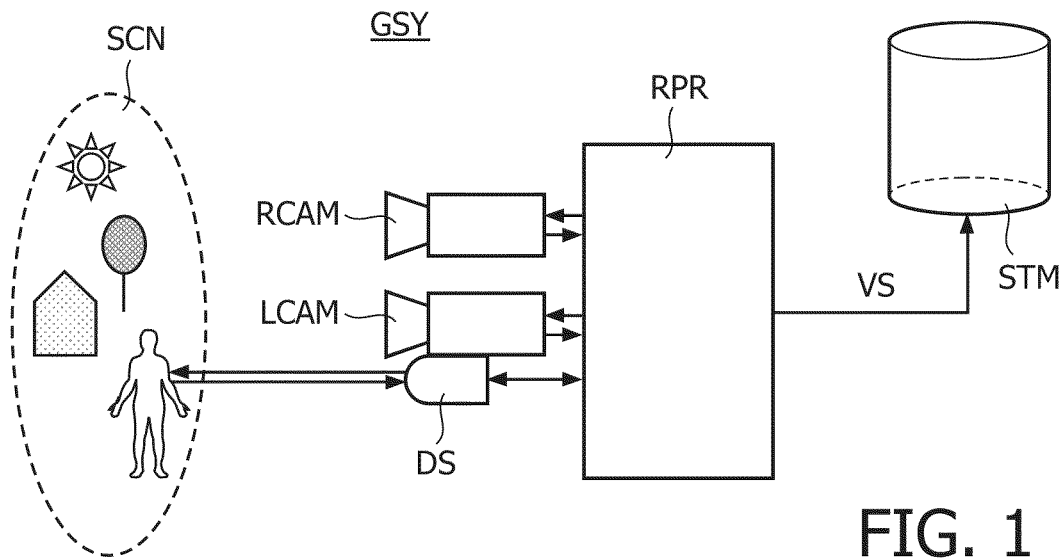 GSY
SCN
RPR
RCAM
LCAM
VS
STM
DS
FIG. 1